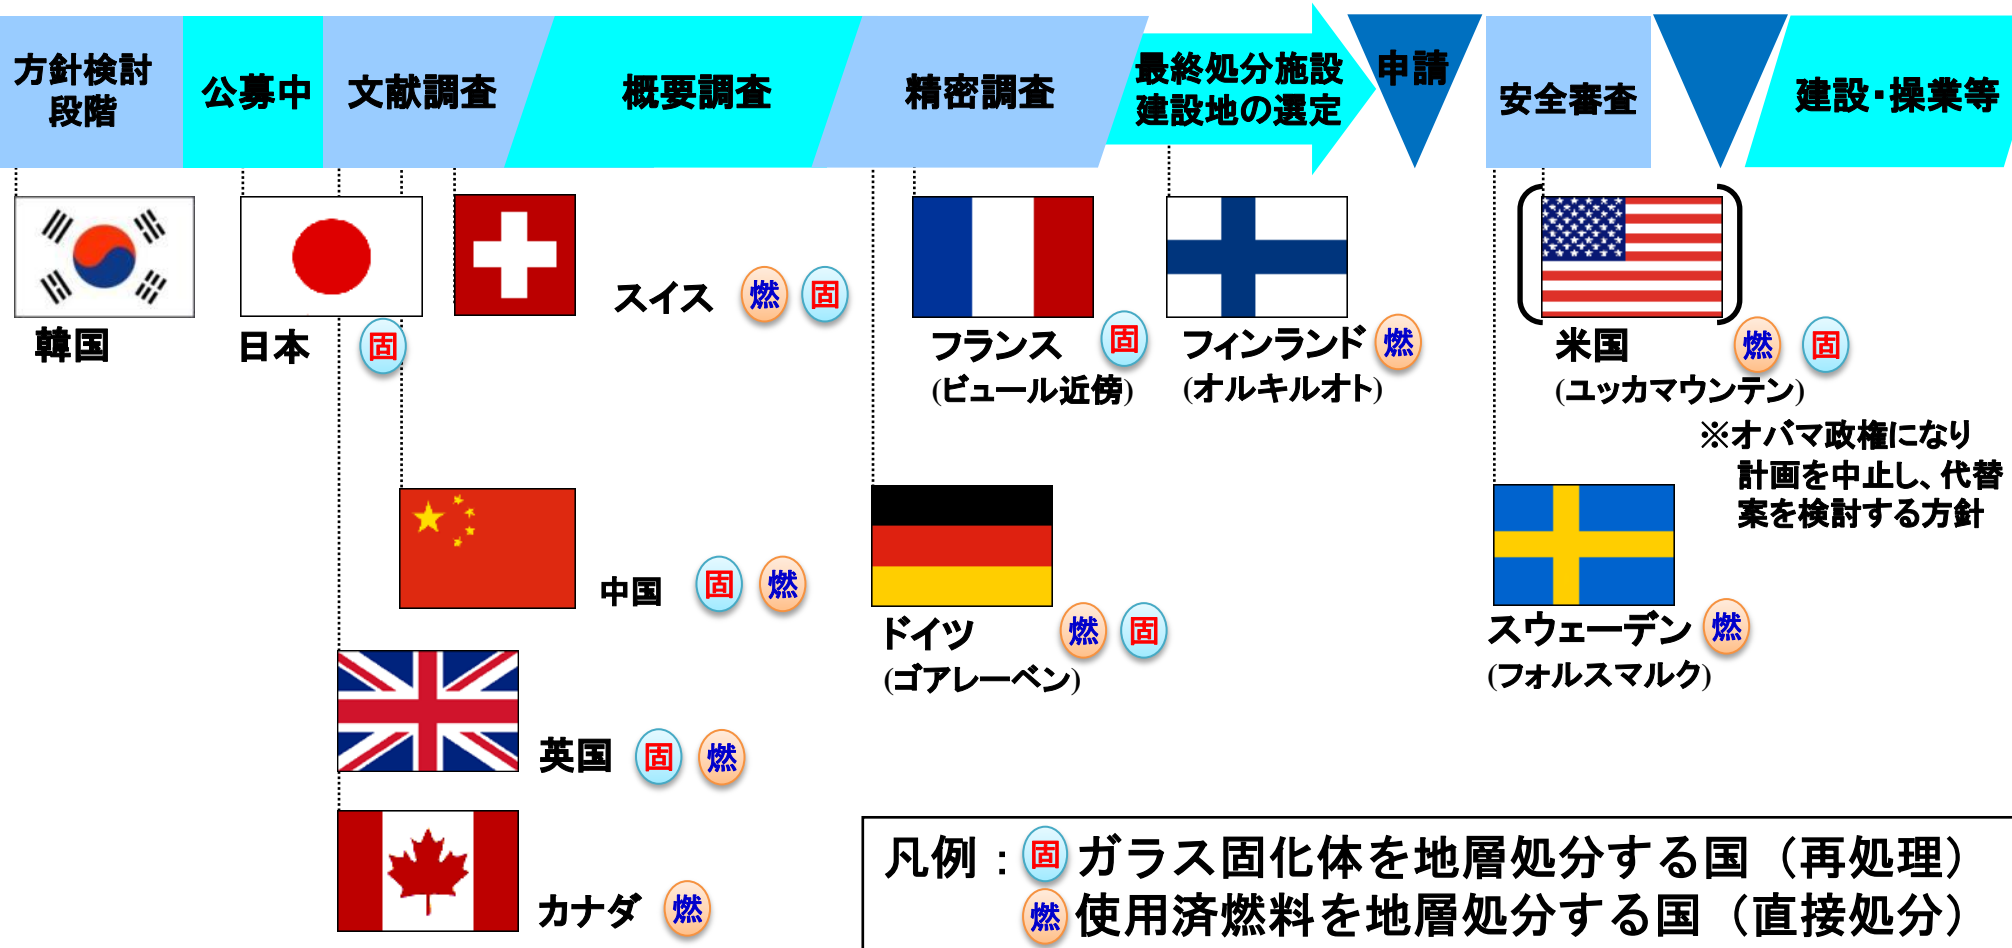 方針検討
段階
公募中
文献調査
概要調査
精密調査
最終処分施設
建設地の選定
申請
安全審査
建設・操業等
韓国
日本 固
スイス 燃 固
フランス 固
(ビュール近傍)
フィンランド 燃
(オルキルオト)
米国 燃 固
(ユッカマウンテン)
※オバマ政権になり
計画を中止し、代替
案を検討する方針
中国 固 燃
ドイツ 燃 固
(ゴアレーベン)
スウェーデン 燃
(フォルスマルク)
英国 固 燃
カナダ 燃
凡例：固 ガラス固化体を地層処分する国（再処理）
燃 使用済燃料を地層処分する国（直接処分）